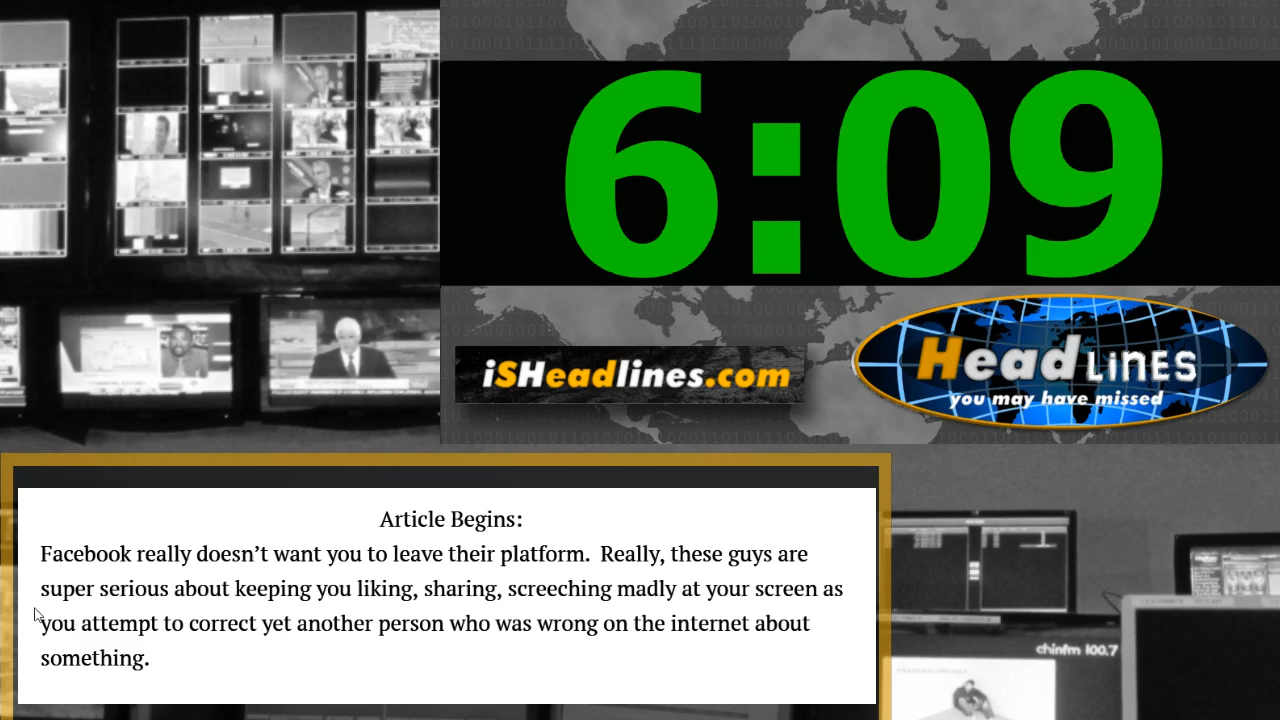 6:09
iSHeadlines.com
HeadLINES
you may have missed
Article Begins:
Facebook really doesn’t want you to leave their platform.  Really, these guys are
super serious about keeping you liking, sharing, screeching madly at your screen as
you attempt to correct yet another person who was wrong on the internet about
something.
chinfm 100.7